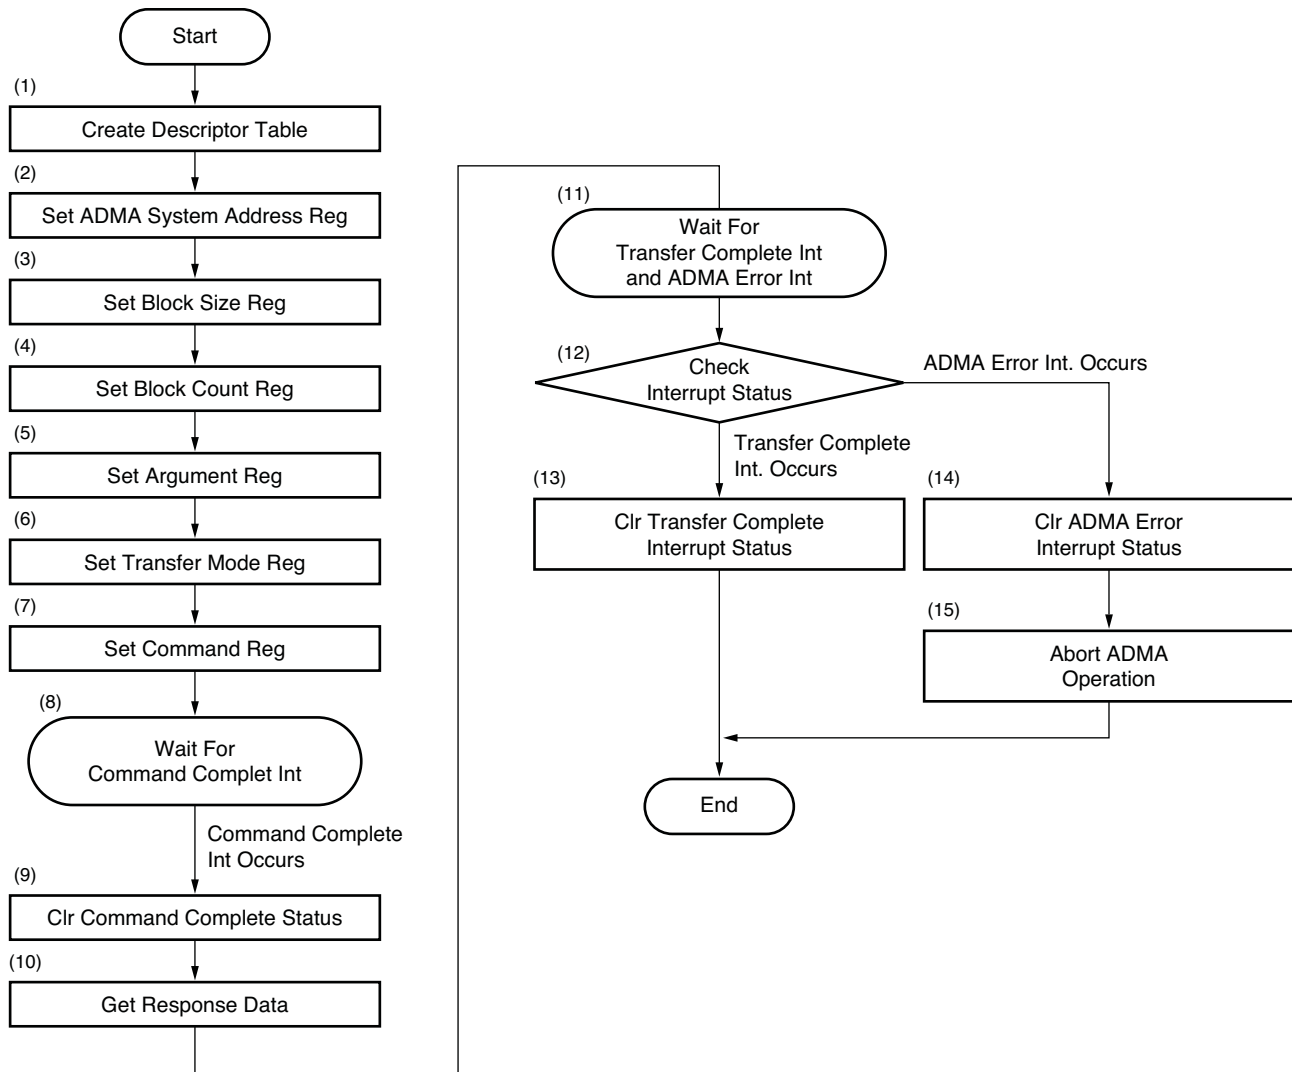 Start
(1)
Create Descriptor Table
(2)
Set ADMA System Address Reg
(3)
Set Block Size Reg
(4)
Set Block Count Reg
(5)
Set Argument Reg
(6)
Set Transfer Mode Reg
(7)
Set Command Reg
(8)
Wait For
Command Complet Int
Command Complete
Int Occurs
(9)
Clr Command Complete Status
(10)
Get Response Data
(11)
Wait For
Transfer Complete Int
and ADMA Error Int
(12)
Check
Interrupt Status
ADMA Error Int. Occurs
Transfer Complete
Int. Occurs
(13)
Clr Transfer Complete
Interrupt Status
(14)
Clr ADMA Error
Interrupt Status
(15)
Abort ADMA
Operation
End